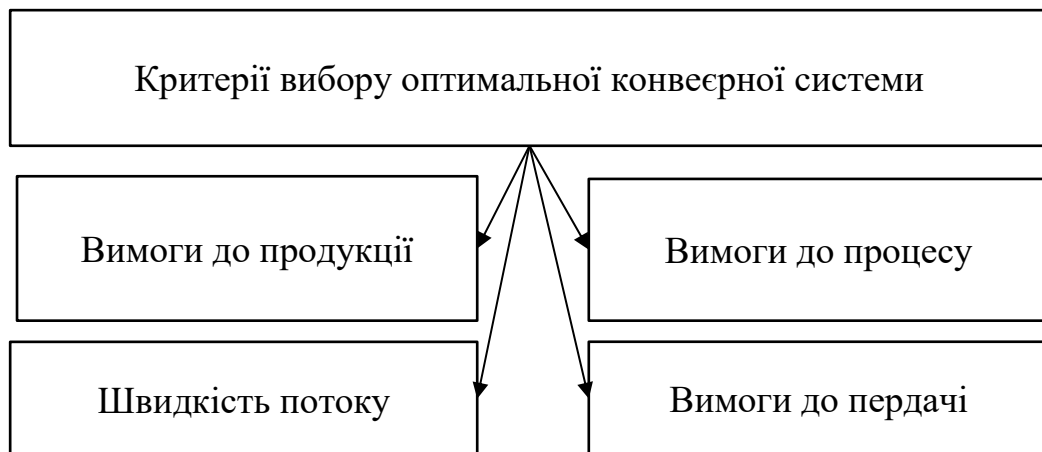 Критерії вибору оптимальної конвеєрної системи
Вимоги до продукції
Вимоги до процесу
Швидкість потоку
Вимоги до пердачі